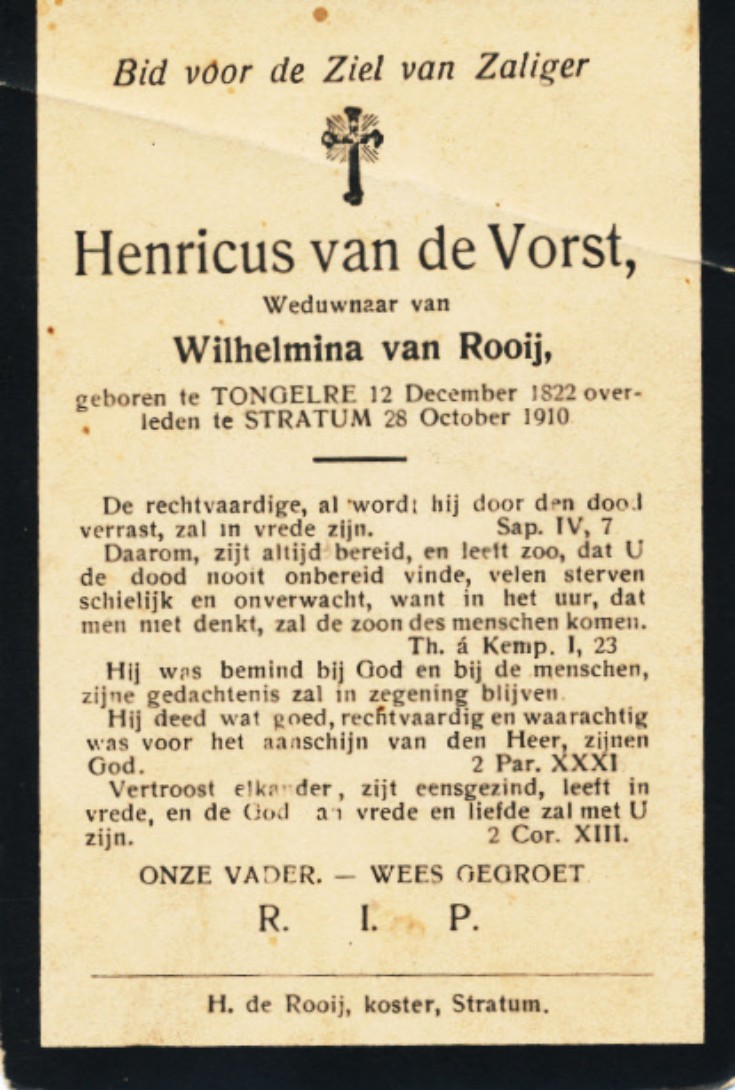 Bid voor de Ziel van Zaliger
Henricus van de Vorst,
Weduwnaar van
Wilhelmina van Rooij,
geboren te TONGELRE 12 December 1822 over-
leden te STRATUM 28 October 1910
De rechtvaardige, al wordt hij door den dood
verrast, zal in vrede zijn. Sap. IV, 7
Daarom, zijt altijd bereid, en leeft zoo, dat U
de dood nooit onbereid vinde, velen sterven
schielijk en onverwacht, want in het uur, dat
men niet denkt, zal de zoon des menschen komen.
Th. á Kemp. I, 23
Hij was bemind bij God en bij de menschen,
zijne gedachtenis zal in zegening blijven
Hij deed wat goed, rechtvaardig en waarachtig
was voor het aanschijn van den Heer, zijnen
God. 2 Par. XXXI
Vertroost elkander, zijt eensgezind, leeft in
vrede, en de God van vrede en liefde zal met U
zijn. 2 Cor. XIII.
ONZE VADER. — WEES GEGROET
R. I. P.
H. de Rooij, koster, Stratum.